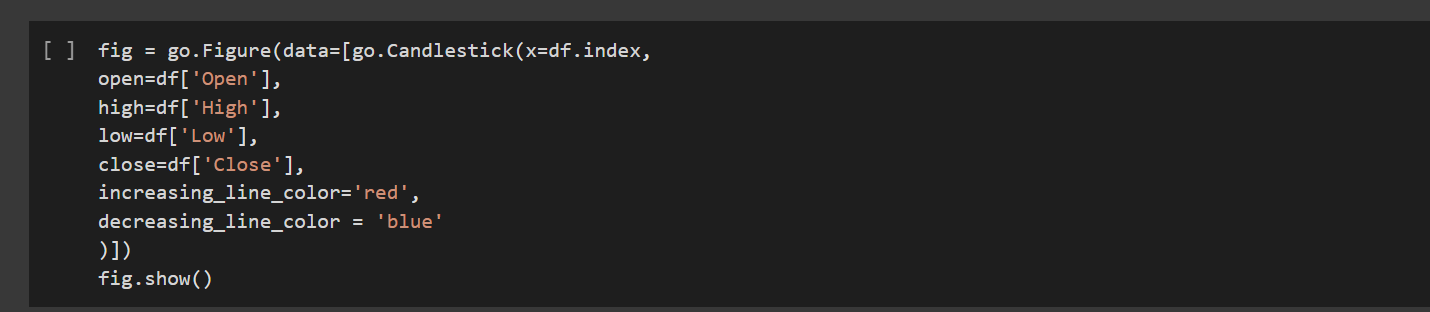 [ ] fig = go.Figure(data=[go.Candlestick(x=df.index,
open=df['Open'],
high=df['High'],
low=df['Low'],
close=df['Close'],
increasing_line_color='red',
decreasing_line_color = 'blue'
)])
fig.show()